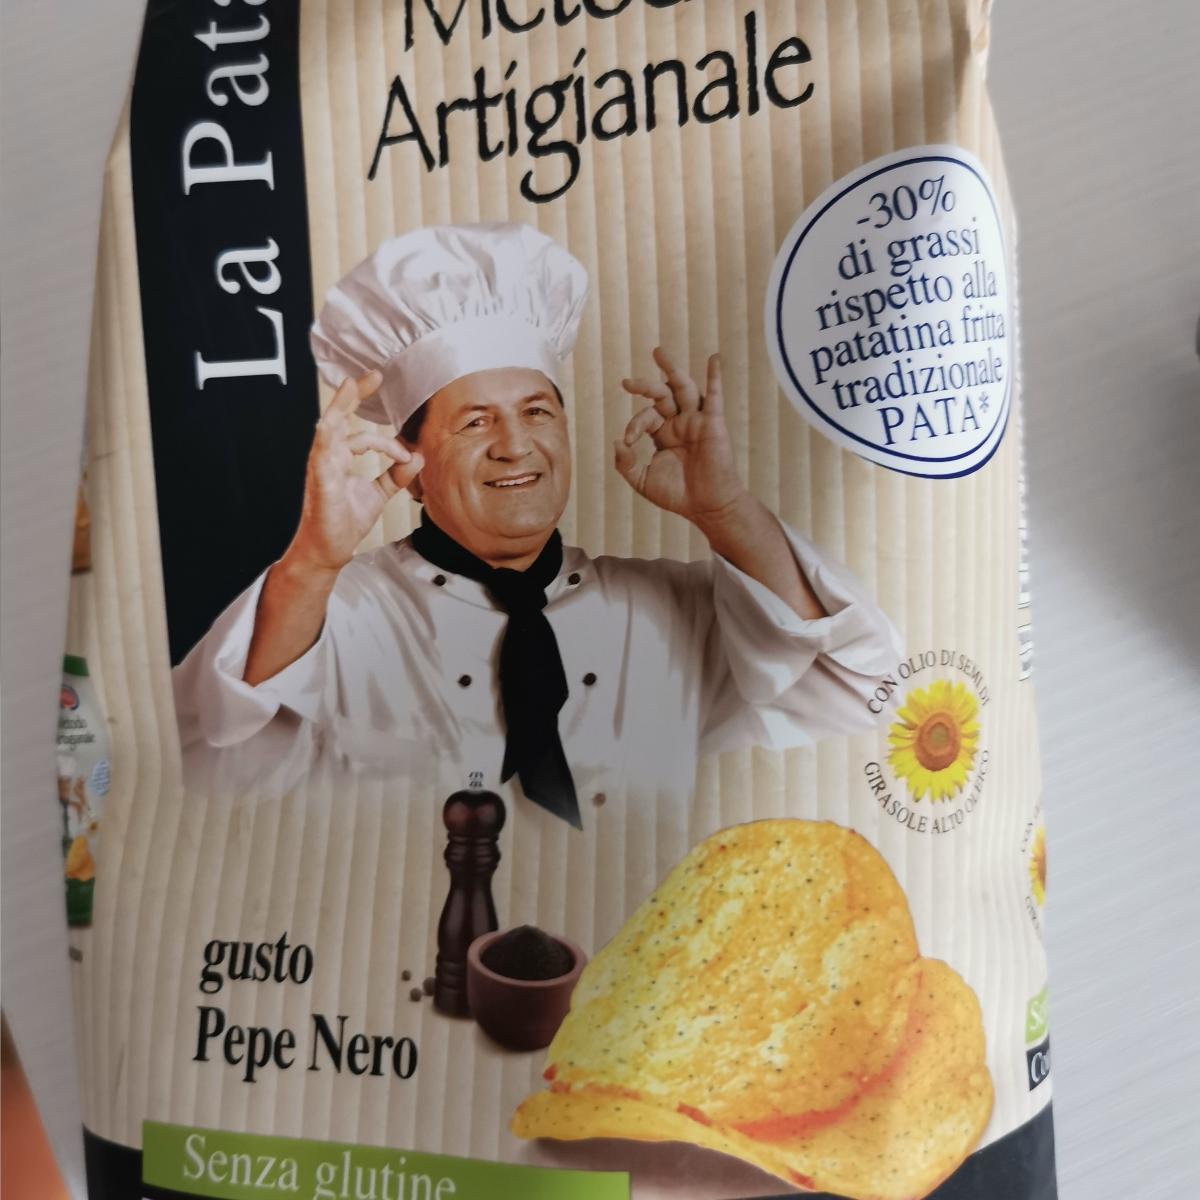 La Pata
Artigianale
-30%
di grassi
rispetto alla
patatina fritta
tradizionale
PATA*
CON OLIO DI SEMI DI
GIRASOLE ALTO OLEICO
gusto
Pepe Nero
Senza glutine